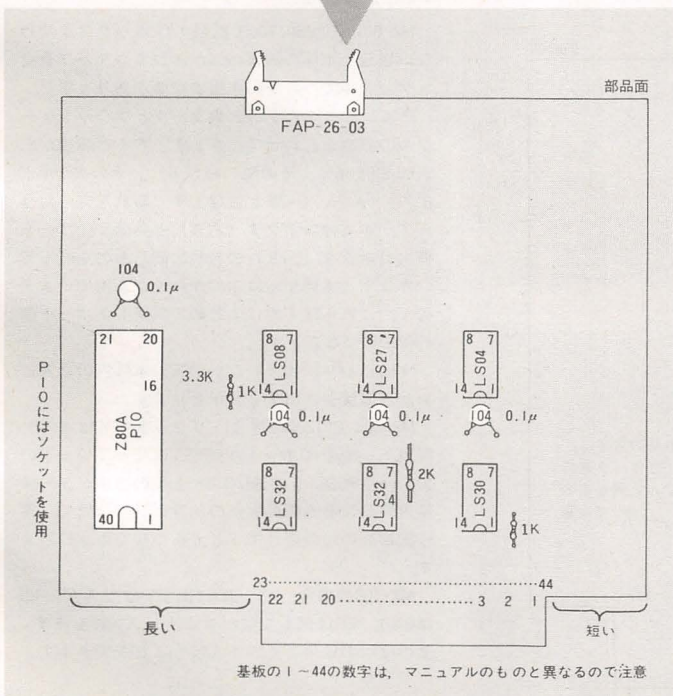 部品面
FAP-26-03
104
0.1μ
21 20
16
Z80A
PIO
40 1
PIOにはソケットを使用
3.3K
1K
8 7
LS08
14 1
8 7
LS27
14 1
8 7
LS04
14 1
104 0.1μ
104 0.1μ
104 0.1μ
8 7
LS32
14 1
8 7
LS32
4
14 1
2K
8 7
LS30
14 1
1K
23 44
22 21 20 3 2 1
長い
短い
基板の1~44の数字は,マニュアルのものと異なるので注意